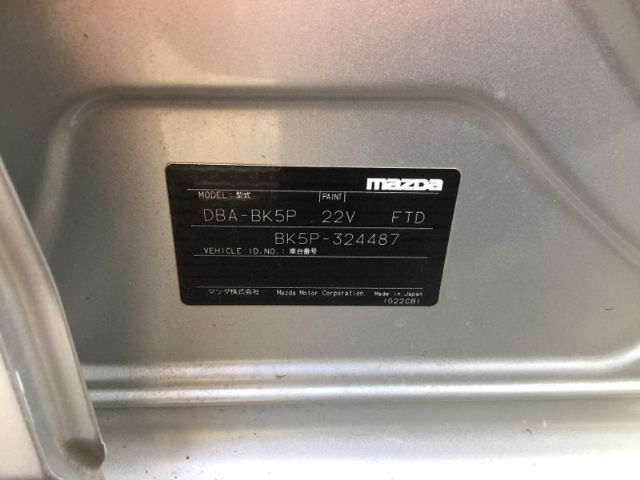 mazda
MODEL: 型式 PAINT
DBA-BK5P 22V FTD
BK5P-324487
VEHICLE ID.NO.: 車台番号
マツダ株式会社 Mazda Motor Corporation Made in Japan
(G22CB)